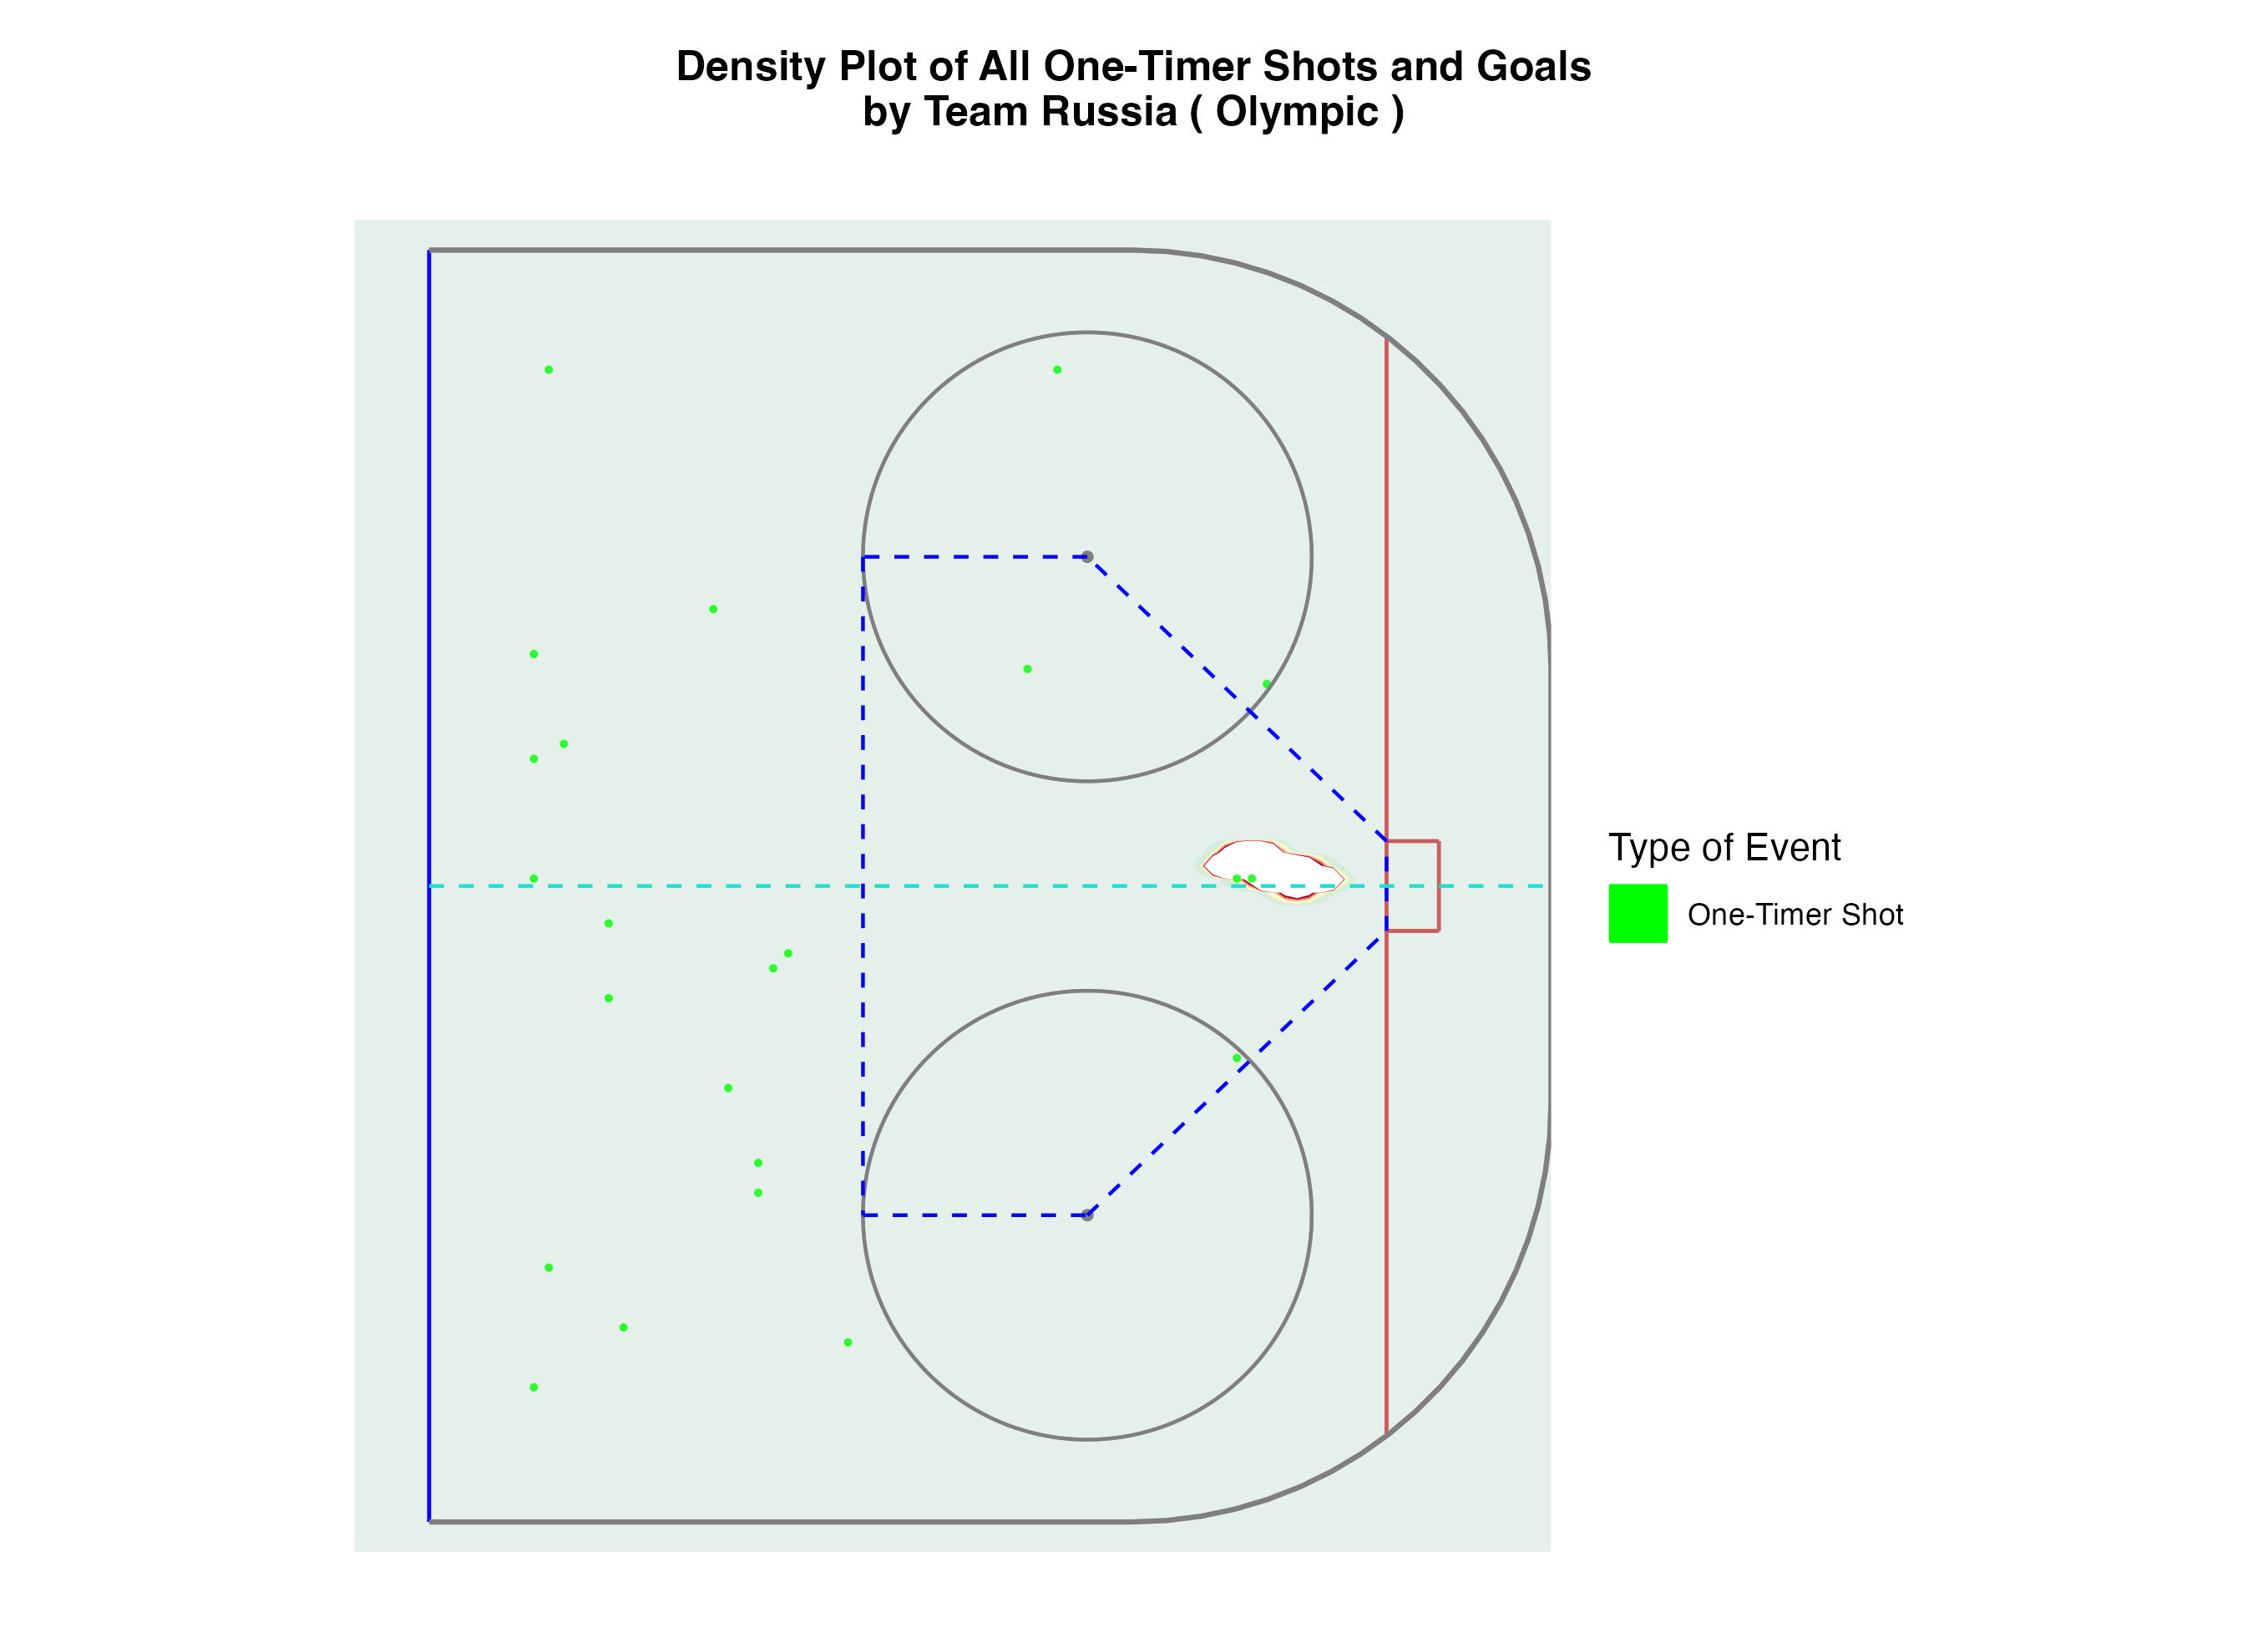 Density Plot of All One-Timer Shots and Goals
by Team Russia ( Olympic )
Type of Event
One-Timer Shot